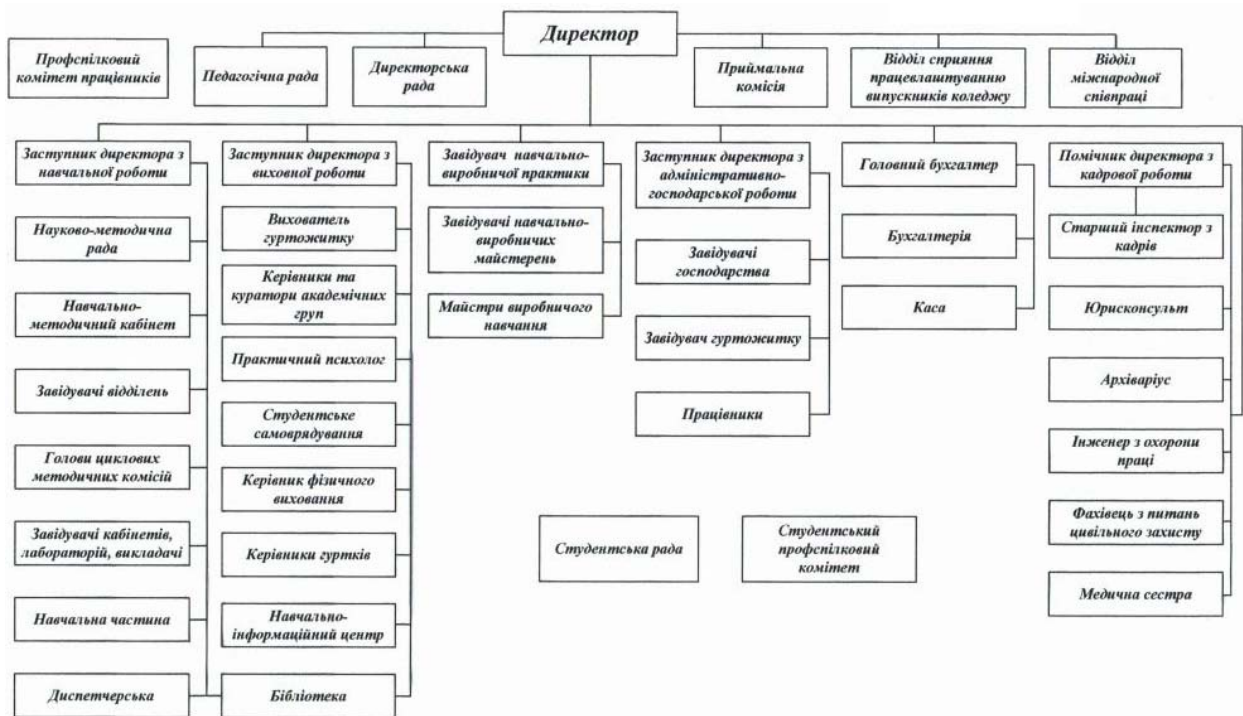 Директор
Профспілковий
комітет працівників
Педагогічна рада
Директорська
рада
Приймальна
комісія
Відділ сприяння
працевлаштуванню
випускників коледжу
Відділ
міжнародної
співпраці
Заступник директора з
навчальної роботи
Науково-методична
рада
Навчально-
методичний кабінет
Завідувачі відділень
Голови циклових
методичних комісій
Завідувачі кабінетів,
лабораторій, викладачі
Навчальна частина
Диспетчерська
Заступник директора з
виховної роботи
Вихователь
гуртожитку
Керівники та
куратори академічних
груп
Практичний психолог
Студентське
самоврядування
Керівник фізичного
виховання
Керівники гуртків
Навчально-
інформаційний центр
Бібліотека
Завідувач навчально-
виробничої практики
Завідувачі навчально-
виробничих
майстерень
Майстри виробничого
навчання
Заступник директора з
адміністративно-
господарської роботи
Завідувачі
господарства
Завідувач гуртожитку
Працівники
Головний бухгалтер
Бухгалтерія
Каса
Помічник директора з
кадрової роботи
Старший інспектор з
кадрів
Юрисконсульт
Архіваріус
Інженер з охорони
праці
Фахівець з питань
цивільного захисту
Медична сестра
Студентська рада
Студентський
профспілковий
комітет